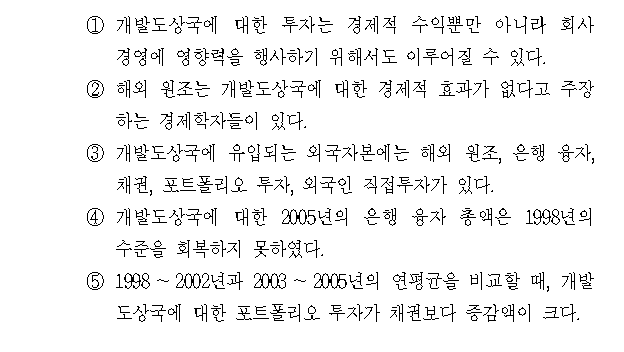 ① 개발도상국에 대한 투자는 경제적 수익뿐만 아니라 회사
경영에 영향력을 행사하기 위해서도 이루어질 수 있다.
② 해외 원조는 개발도상국에 대한 경제적 효과가 없다고 주장
하는 경제학자들이 있다.
③ 개발도상국에 유입되는 외국자본에는 해외 원조, 은행 융자,
채권, 포트폴리오 투자, 외국인 직접투자가 있다.
④ 개발도상국에 대한 2005년의 은행 융자 총액은 1998년의
수준을 회복하지 못하였다.
⑤ 1998 ~ 2002년과 2003 ~ 2005년의 연평균을 비교할 때, 개발
도상국에 대한 포트폴리오 투자가 채권보다 증감액이 크다.